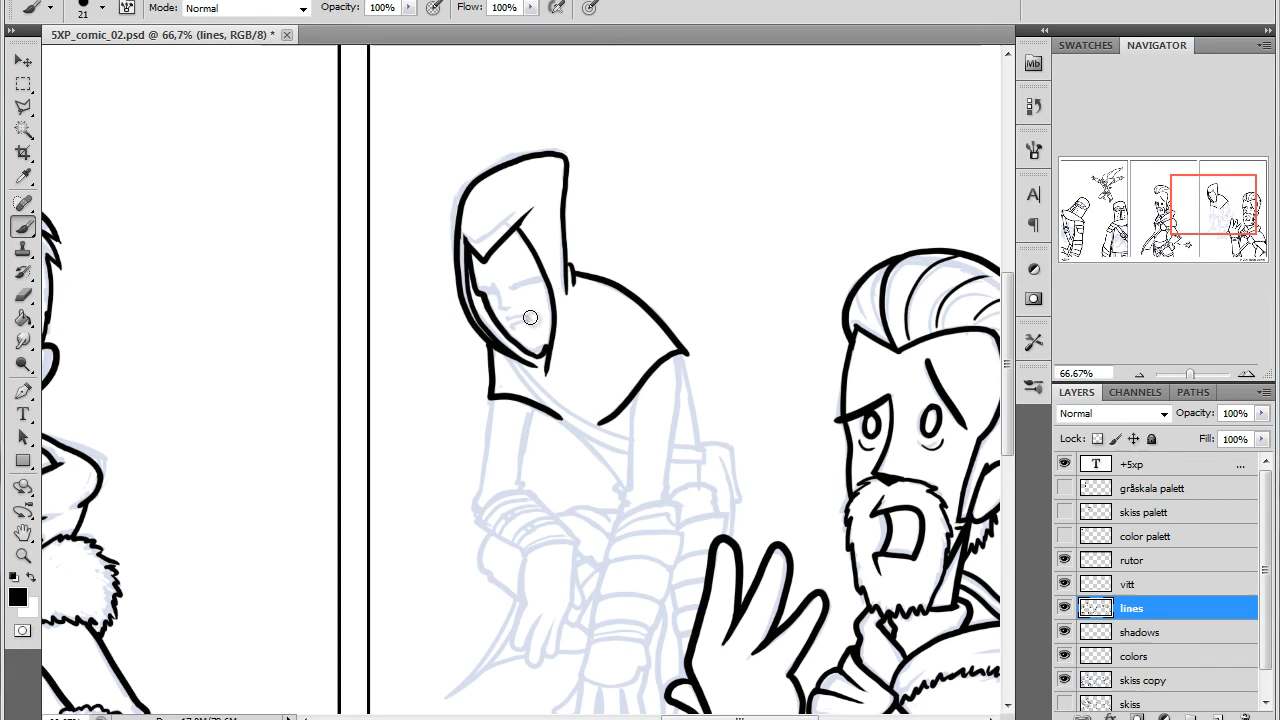 21 Mode: Normal Opacity: 100% Flow: 100%
5XP_comic_02.psd @ 66,7% (lines, RGB/8) *
SWATCHES NAVIGATOR
Mb
A
66.67%
LAYERS CHANNELS PATHS
Normal Opacity: 100%
Lock: Fill: 100%
T +5xp ...
gråskala palett
skiss palett
color palett
rutor
vitt
lines
shadows
colors
skiss copy
skiss
T